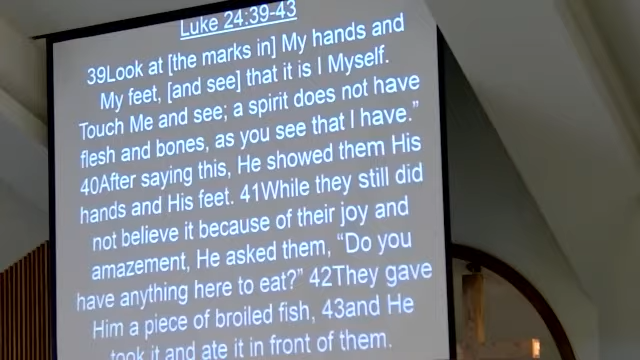 Luke 24:39-43
39Look at [the marks in] My hands and
My feet, [and see] that it is I Myself.
Touch Me and see; a spirit does not have
flesh and bones, as you see that I have.”
40After saying this, He showed them His
hands and His feet. 41While they still did
not believe it because of their joy and
amazement, He asked them, “Do you
have anything here to eat?” 42They gave
Him a piece of broiled fish, 43and He
took it and ate it in front of them.